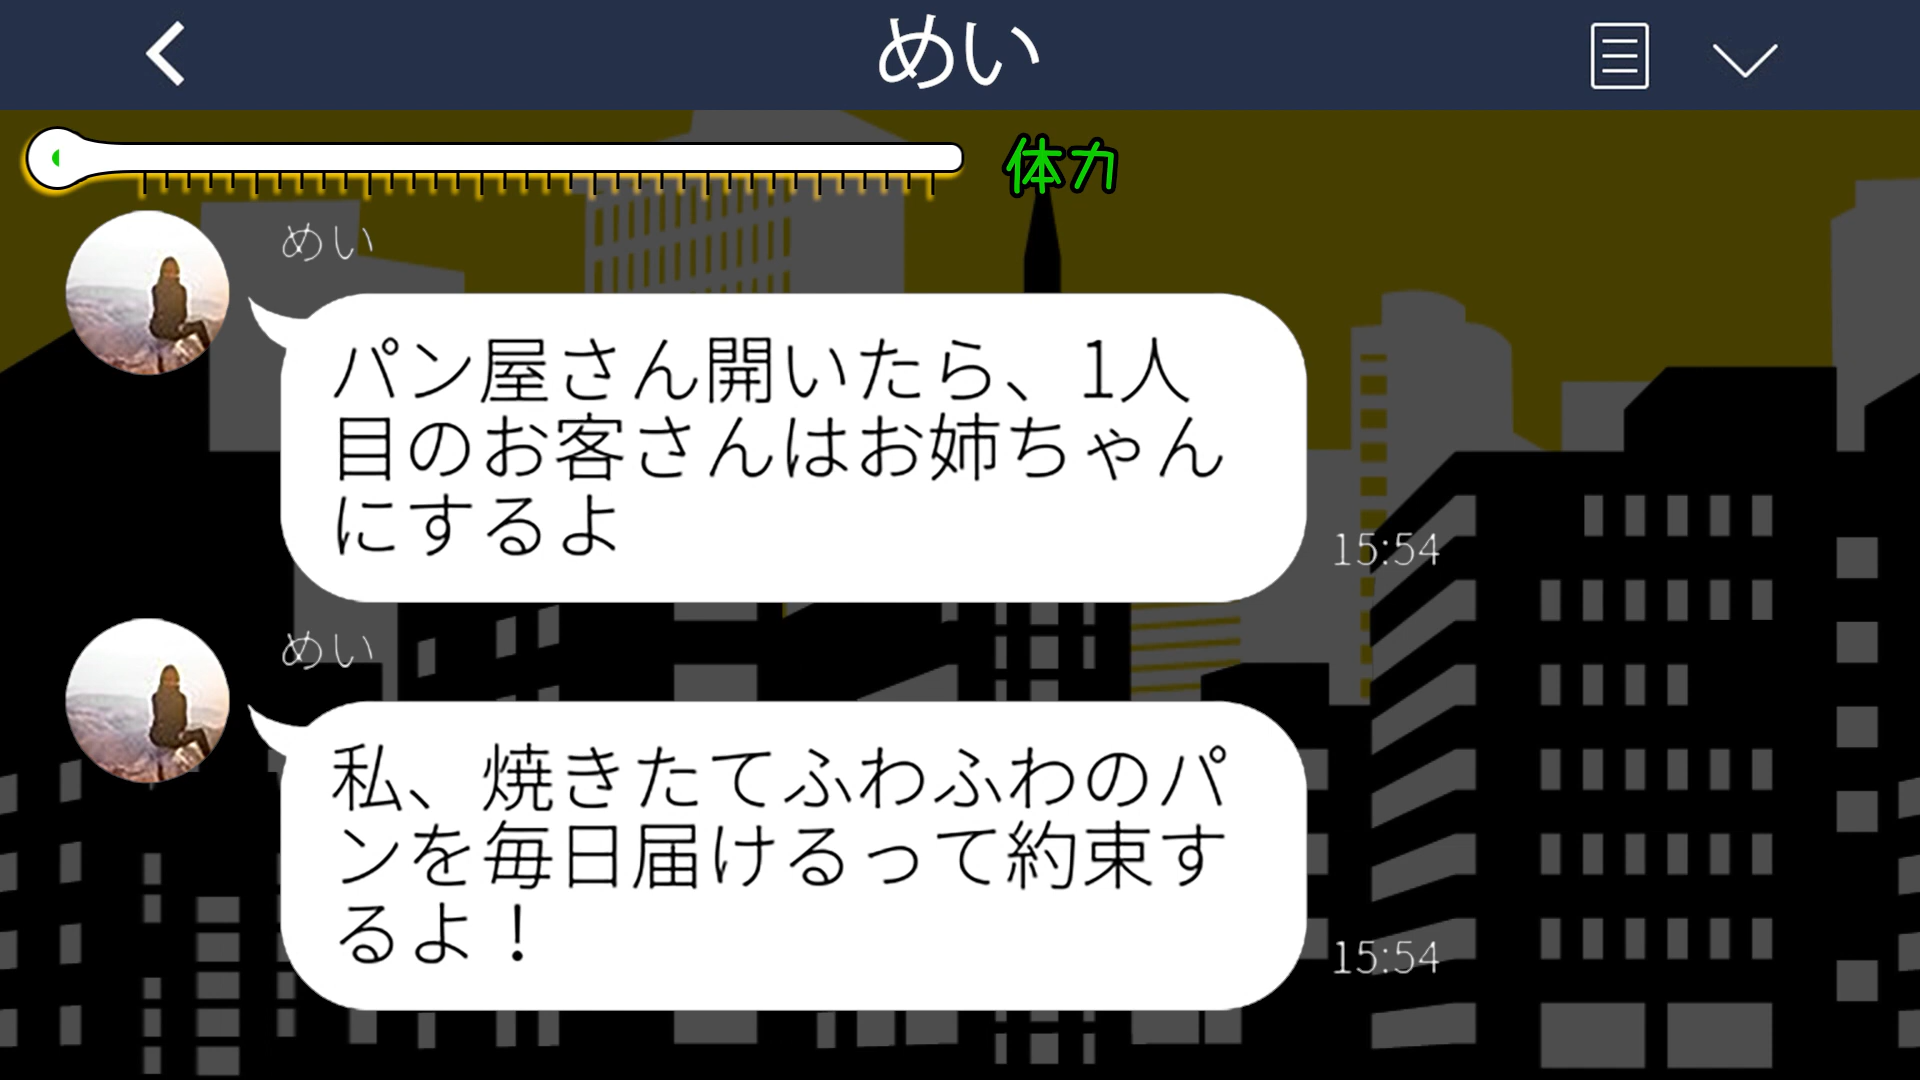 めい
体力
めい
パン屋さん開いたら、1人
目のお客さんはお姉ちゃん
にするよ
15:54
めい
私、焼きたてふわふわのパ
ンを毎日届けるって約束す
るよ！
15:54